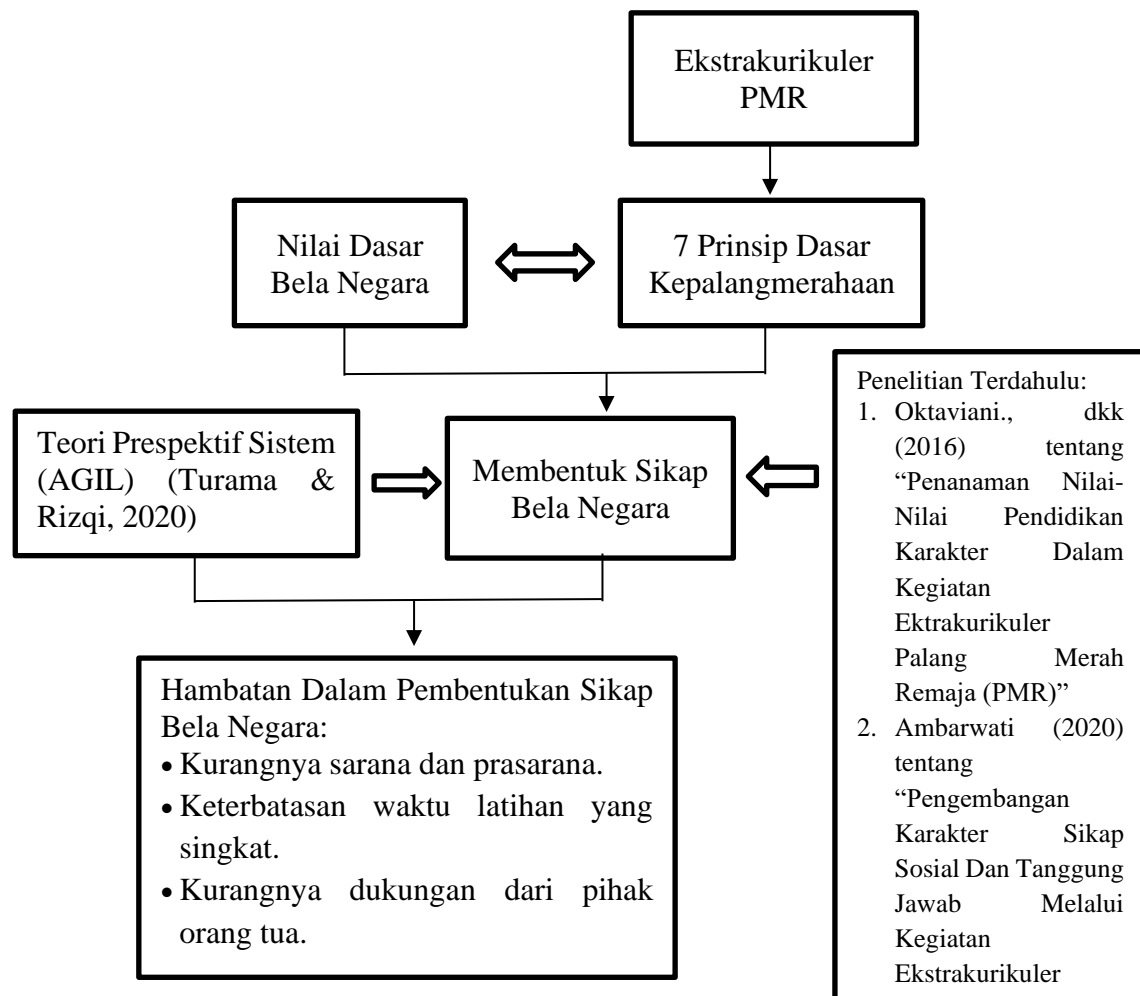 Ekstrakurikuler
PMR
Nilai Dasar
Bela Negara
7 Prinsip Dasar
Kepalangmerahaan
Teori Prespektif Sistem
(AGIL) (Turama &
Rizqi, 2020)
Membentuk Sikap
Bela Negara
Penelitian Terdahulu:
1. Oktaviani., dkk
(2016) tentang
“Penanaman Nilai-
Nilai Pendidikan
Karakter Dalam
Kegiatan
Ektrakurikuler
Palang Merah
Remaja (PMR)”
2. Ambarwati (2020)
tentang
“Pengembangan
Karakter Sikap
Sosial Dan Tanggung
Jawab Melalui
Kegiatan
Ekstrakurikuler
Hambatan Dalam Pembentukan Sikap
Bela Negara:
• Kurangnya sarana dan prasarana.
• Keterbatasan waktu latihan yang
singkat.
• Kurangnya dukungan dari pihak
orang tua.